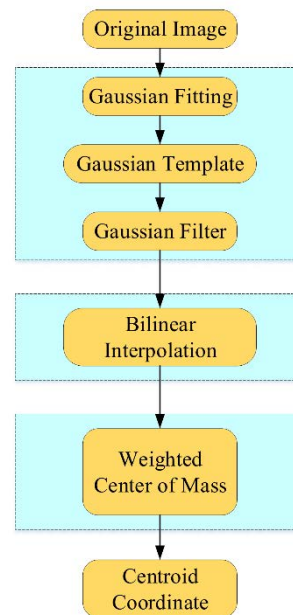 Original Image
Gaussian Fitting
Gaussian Template
Gaussian Filter
Bilinear
Interpolation
Weighted
Center of Mass
Centroid
Coordinate